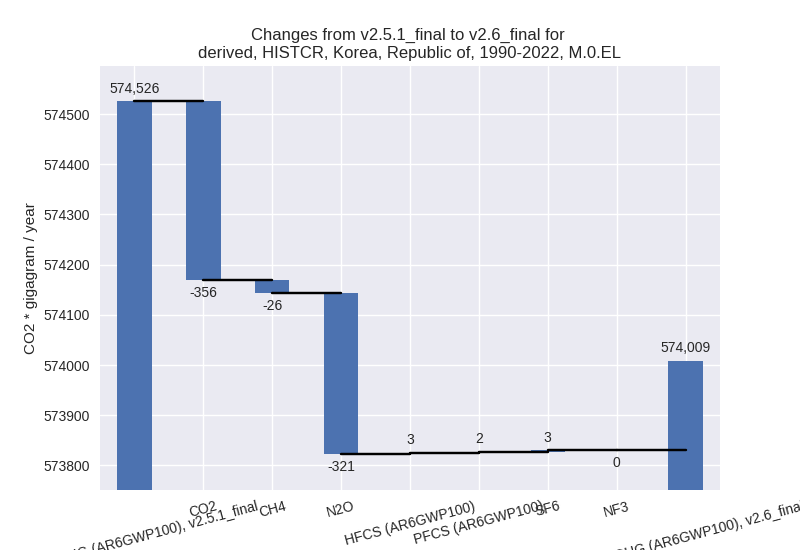 Changes from v2.5.1_final to v2.6_final for
derived, HISTCR, Korea, Republic of, 1990-2022, M.0.EL
CO2 * gigagram / year
574500
574400
574300
574200
574100
574000
573900
573800
574,526
-356
-26
-321
3
2
3
0
574,009
(AR6GWP100), v2.5.1_final
CO2
CH4
N2O
HFCS (AR6GWP100)
PFCS (AR6GWP100)
SF6
NF3
(AR6GWP100), v2.6_final